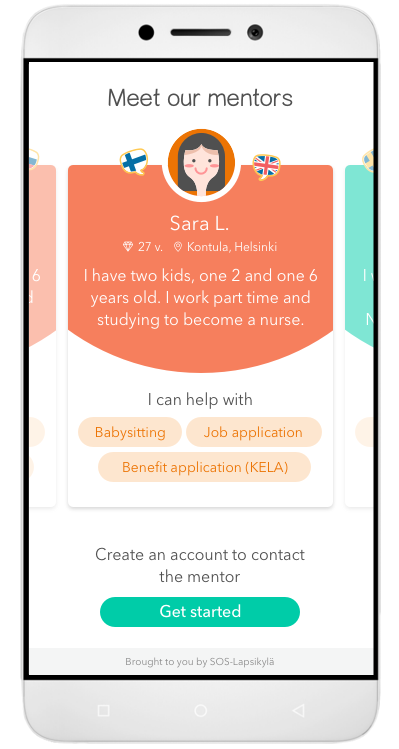 Meet our mentors
Sara L.
27 v. Kontula, Helsinki
6
I have two kids, one 2 and one 6
years old. I work part time and
studying to become a nurse.
I can help with
Babysitting
Job application
Benefit application (KELA)
Create an account to contact
the mentor
Get started
Brought to you by SOS-Lapsikylä